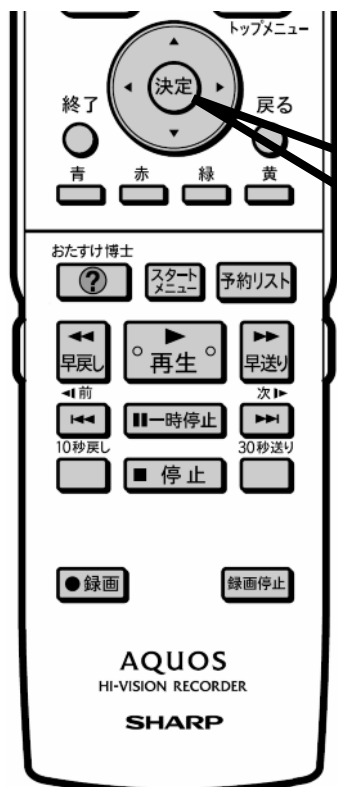 トップメニュー
決定
終了
戻る
青 赤 緑 黄
おたすけ博士
?
スタート
メニュー
予約リスト
早戻し
再生
早送り
前
次
一時停止
10秒戻し
30秒送り
停止
録画
録画停止
AQUOS
HI-VISION RECORDER
SHARP